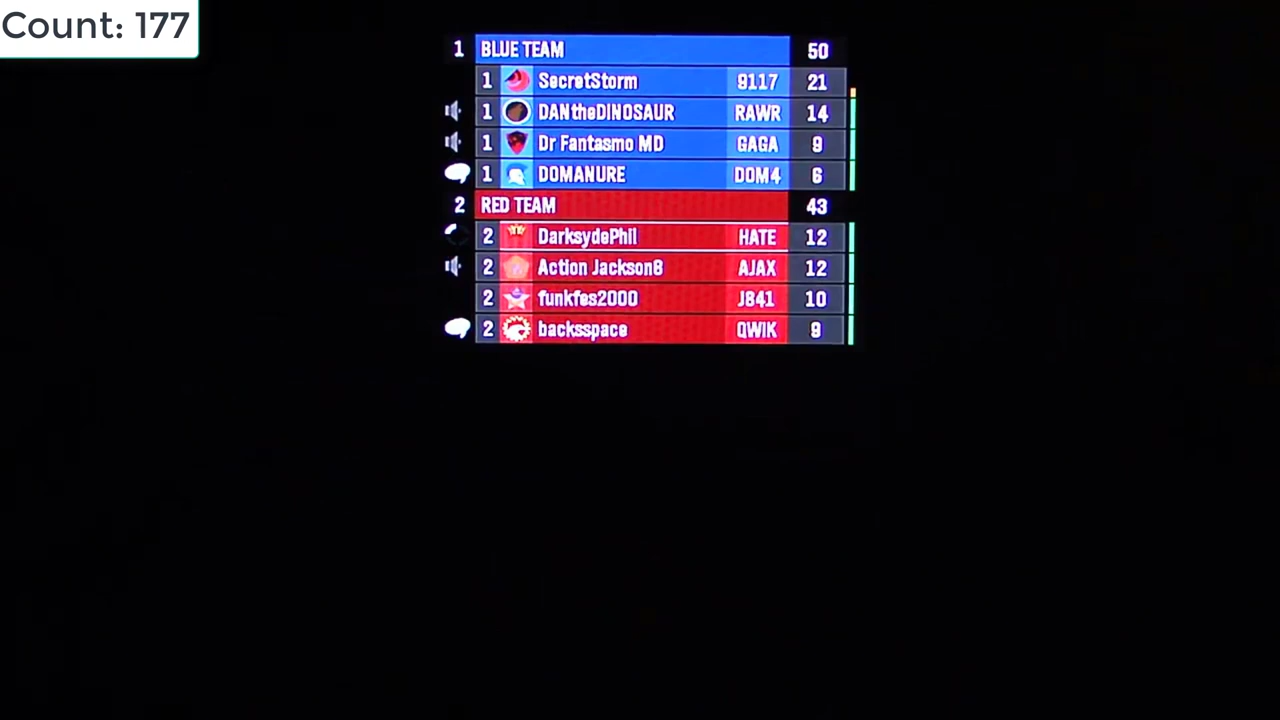 Count: 177
1 BLUE TEAM 50
1 SecretStorm 9117 21
1 DANtheDINOSAUR RAWR 14
1 Dr Fantasmo MD GAGA 9
1 DOMANURE DOM4 6
2 RED TEAM 43
2 DarksydePhil HATE 12
2 Action Jackson8 AJAX 12
2 funkfes2000 J841 10
2 backsspace QWIK 9